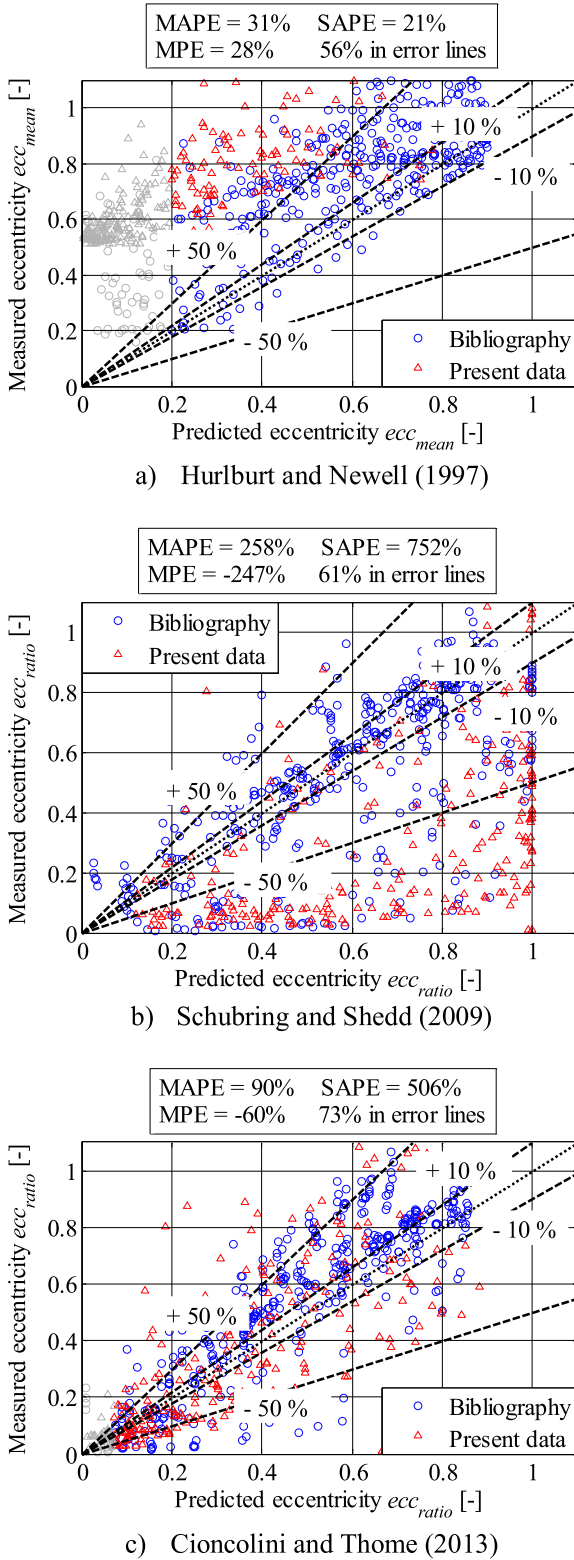 MAPE = 31% SAPE = 21%
MPE = 28% 56% in error lines
Measured eccentricity ecc_mean [-]
1
0.8
0.6
0.4
0.2
0
+ 10 %
- 10 %
+ 50 %
- 50 %
Bibliography
Present data
0 0.2 0.4 0.6 0.8 1
Predicted eccentricity ecc_mean [-]
a) Hurlburt and Newell (1997)
MAPE = 258% SAPE = 752%
MPE = -247% 61% in error lines
Measured eccentricity ecc_ratio [-]
Bibliography
Present data
1
0.8
0.6
0.4
0.2
0
+ 10 %
- 10 %
+ 50 %
- 50 %
0 0.2 0.4 0.6 0.8 1
Predicted eccentricity ecc_ratio [-]
b) Schubring and Shedd (2009)
MAPE = 90% SAPE = 506%
MPE = -60% 73% in error lines
Measured eccentricity ecc_ratio [-]
1
0.8
0.6
0.4
0.2
0
+ 10 %
- 10 %
+ 50 %
- 50 %
Bibliography
Present data
0 0.2 0.4 0.6 0.8 1
Predicted eccentricity ecc_ratio [-]
c) Cioncolini and Thome (2013)